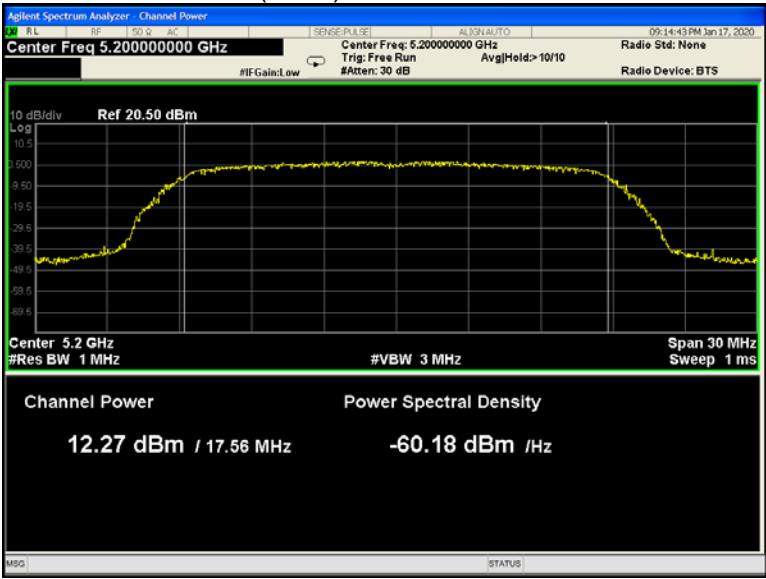 Agilent Spectrum Analyzer - Channel Power
RL RF 50 Ω AC SENSE:PULSE ALIGN AUTO 09:14:43 PM Jan 17, 2020
Center Freq 5.200000000 GHz Center Freq: 5.200000000 GHz Radio Std: None
Trig: Free Run Avg|Hold:> 10/10
#IFGain:Low #Atten: 30 dB Radio Device: BTS
10 dB/div Ref 20.50 dBm
Log
10.5
0.500
-9.50
-19.5
-29.5
-39.5
-49.5
-59.5
-69.5
Center 5.2 GHz Span 30 MHz
#Res BW 1 MHz #VBW 3 MHz Sweep 1 ms
Channel Power Power Spectral Density
12.27 dBm / 17.56 MHz -60.18 dBm /Hz
MSG STATUS